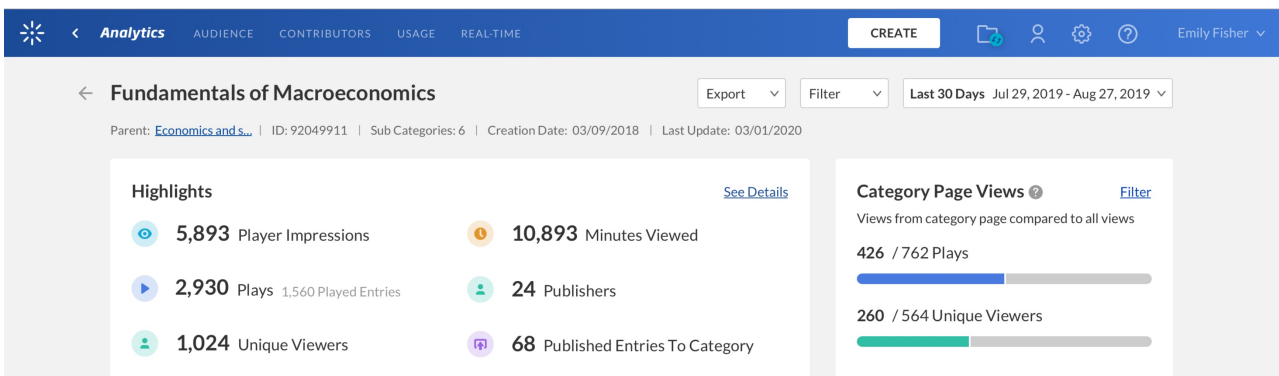 Analytics AUDIENCE CONTRIBUTORS USAGE REAL-TIME CREATE Emily Fisher
Fundamentals of Macroeconomics Export Filter Last 30 Days Jul 29, 2019 - Aug 27, 2019
Parent: Economics and s... | ID: 92049911 | Sub Categories: 6 | Creation Date: 03/09/2018 | Last Update: 03/01/2020
Highlights See Details
5,893 Player Impressions
10,893 Minutes Viewed
2,930 Plays 1,560 Played Entries
24 Publishers
1,024 Unique Viewers
68 Published Entries To Category
Category Page Views ? Filter
Views from category page compared to all views
426 / 762 Plays
260 / 564 Unique Viewers